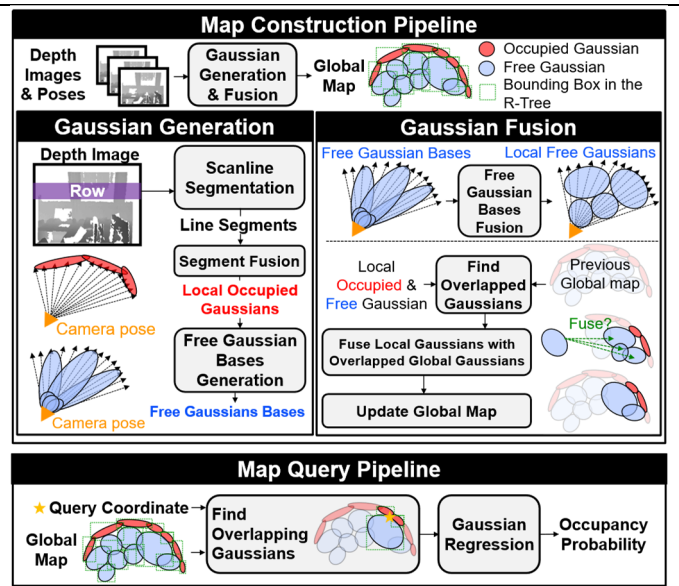 Map Construction Pipeline
Depth
Images
& Poses
Gaussian
Generation
& Fusion
Global
Map
Occupied Gaussian
Free Gaussian
Bounding Box in the
R-Tree
Gaussian Generation
Depth Image
Row
Scanline
Segmentation
Line Segments
Segment Fusion
Local Occupied
Gaussians
Camera pose
Free Gaussian
Bases
Generation
Free Gaussians Bases
Camera pose
Gaussian Fusion
Free Gaussian Bases
Local Free Gaussians
Free
Gaussian
Bases
Fusion
Local
Occupied &
Free Gaussian
Find
Overlapped
Gaussians
Previous
Global map
Fuse?
Fuse Local Gaussians with
Overlapped Global Gaussians
Update Global Map
Map Query Pipeline
Query Coordinate
Global
Map
Find
Overlapping
Gaussians
Gaussian
Regression
Occupancy
Probability